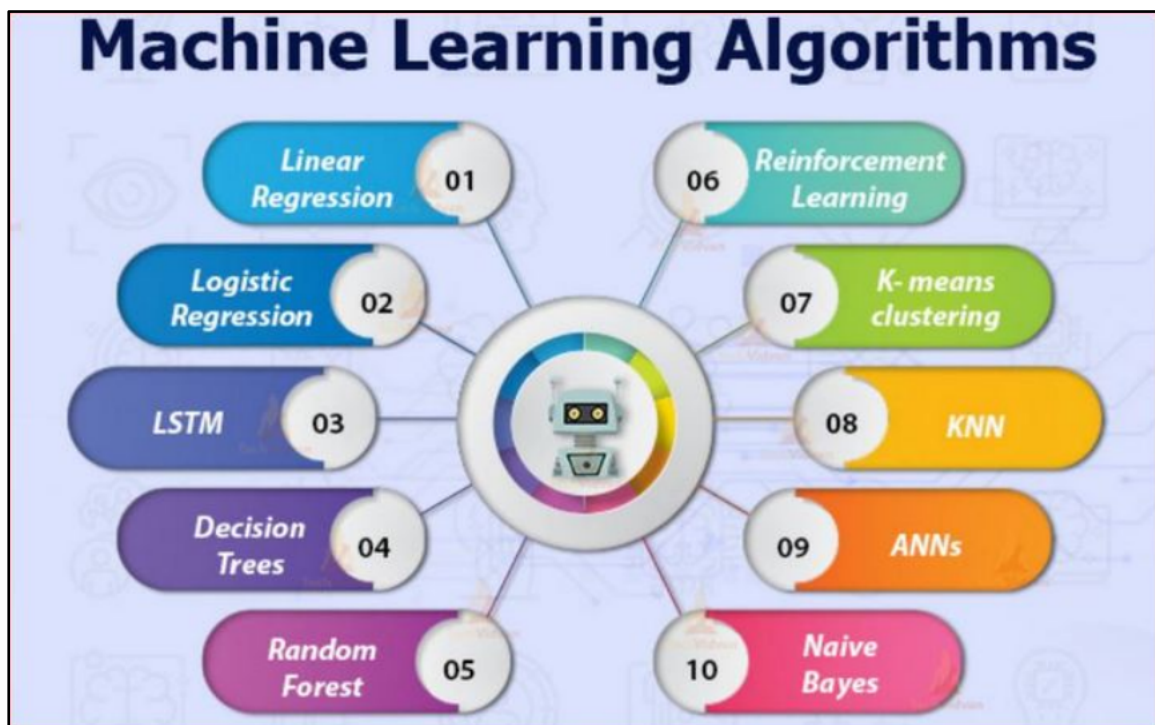 Machine Learning Algorithms
Linear
Regression
01
Logistic
Regression
02
LSTM
03
Decision
Trees
04
Random
Forest
05
06
Reinforcement
Learning
07
K- means
clustering
08
KNN
09
ANNs
10
Naive
Bayes